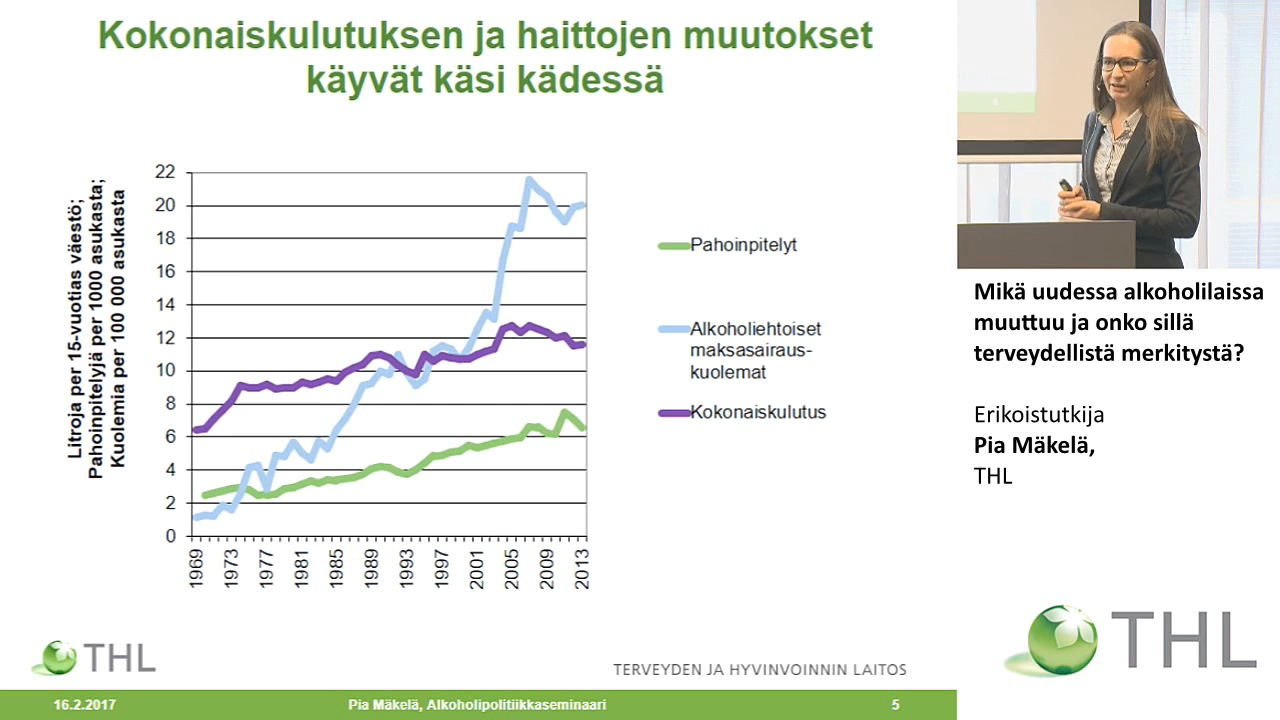 Kokonaiskulutuksen ja haittojen muutokset
käyvät käsi kädessä
Litroja per 15-vuotias väestö;
Pahoinpitelyjä per 1000 asukasta;
Kuolemia per 100 000 asukasta
22
20
18
16
14
12
10
8
6
4
2
0
1969
1973
1977
1981
1985
1989
1993
1997
2001
2005
2009
2013
Pahoinpitelyt
Alkoholiehtoiset
maksasairaus-
kuolemat
Kokonaiskulutus
THL
TERVEYDEN JA HYVINVOINNIN LAITOS
16.2.2017
Pia Mäkelä, Alkoholipolitiikkaseminaari
5
Mikä uudessa alkoholilaissa
muuttuu ja onko sillä
terveydellistä merkitystä?
Erikoistutkija
Pia Mäkelä,
THL
THL